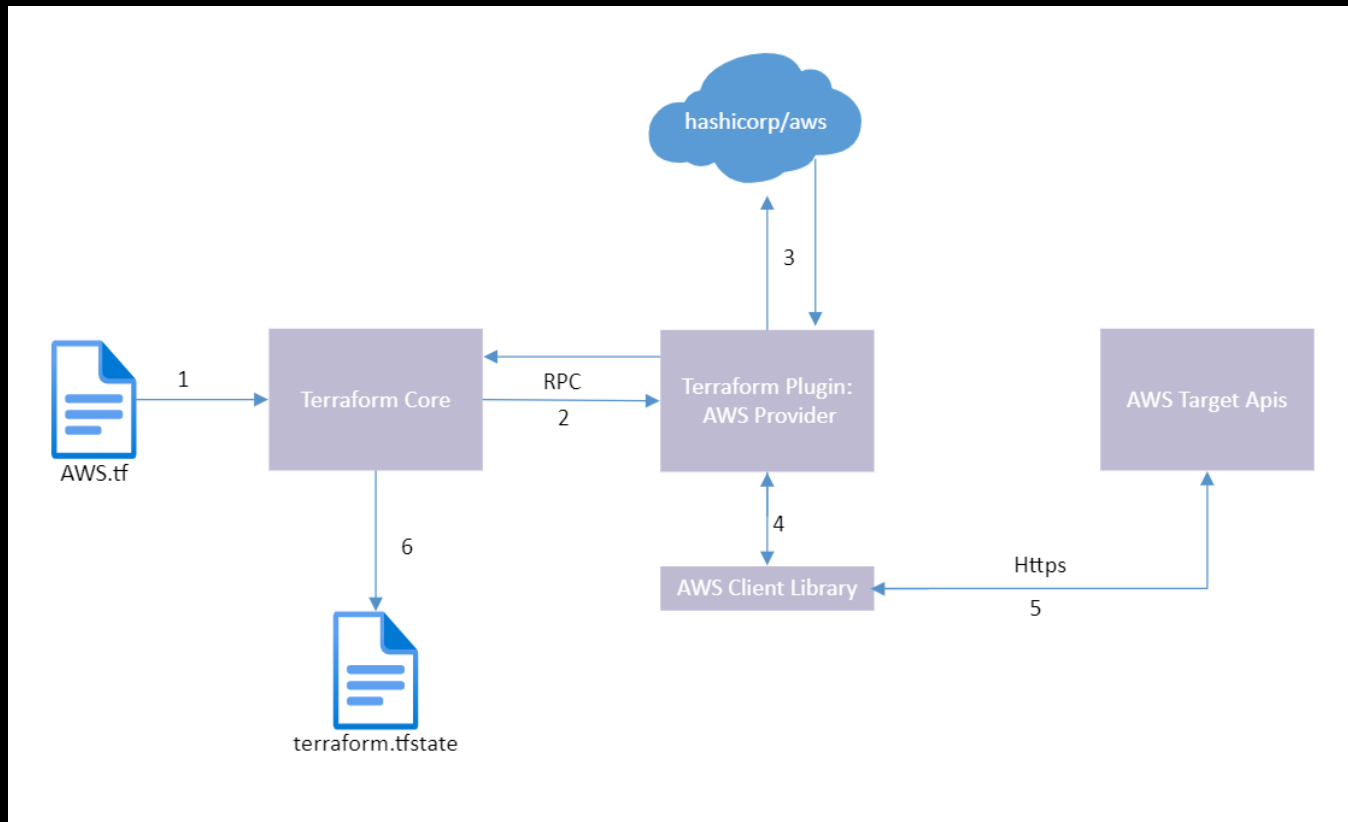 hashicorp/aws
3
1
AWS.tf
Terraform Core
RPC
2
Terraform Plugin:
AWS Provider
AWS Target Apis
4
AWS Client Library
Https
5
6
terraform.tfstate